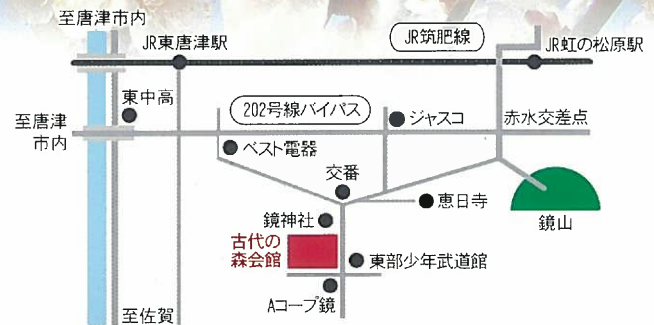 至唐津市内
JR東唐津駅
JR筑肥線
JR虹の松原駅
東中高
202号線バイパス
ジャスコ
赤水交差点
至唐津
市内
ベスト電器
交番
恵日寺
鏡山
鏡神社
古代の
森会館
東部少年武道館
Aコープ鏡
至佐賀